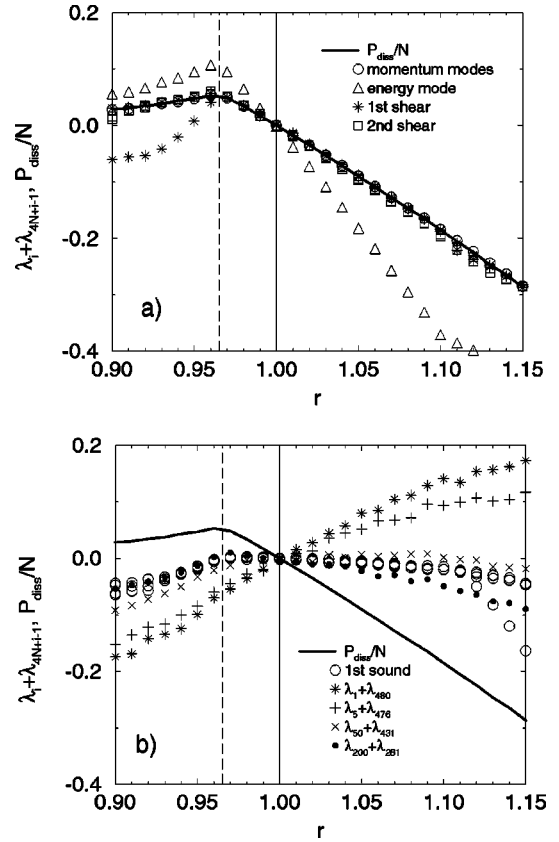 0.2
0.0
-0.2
-0.4
λi+λ4N+i-1, Pdiss/N
Pdiss/N
momentum modes
energy mode
1st shear
2nd shear
a)
0.90 0.95 1.00 1.05 1.10 1.15
r
0.2
0.0
-0.2
-0.4
λi+λ4N+i-1, Pdiss/N
Pdiss/N
1st sound
λ1+λ480
λ5+λ476
λ50+λ431
λ200+λ281
b)
0.90 0.95 1.00 1.05 1.10 1.15
r